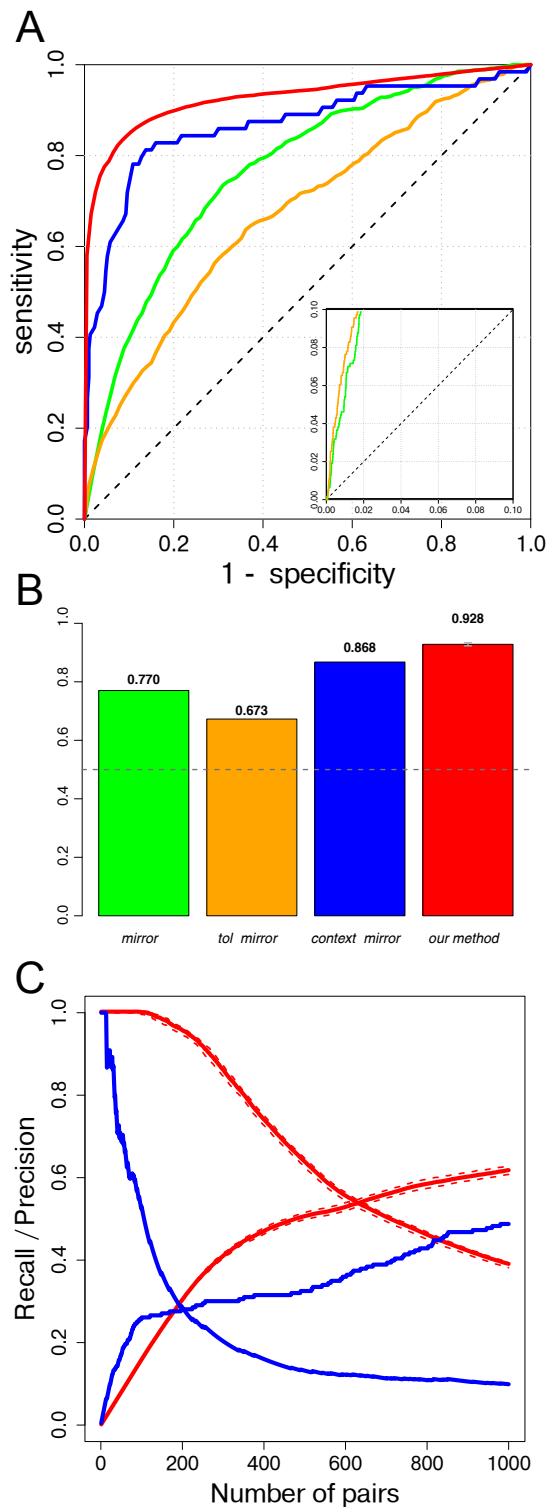 A
1.0
0.8
0.6
0.4
0.2
0.0
sensitivity
0.10
0.08
0.06
0.04
0.02
0.00
0.00 0.02 0.04 0.06 0.08 0.10
0.0 0.2 0.4 0.6 0.8 1.0
1 - specificity
B
1.0
0.8
0.6
0.4
0.2
0.0
0.770
0.673
0.868
0.928
mirror tol mirror context mirror our method
C
1.0
0.8
0.6
0.4
0.2
0.0
Recall / Precision
0 200 400 600 800 1000
Number of pairs